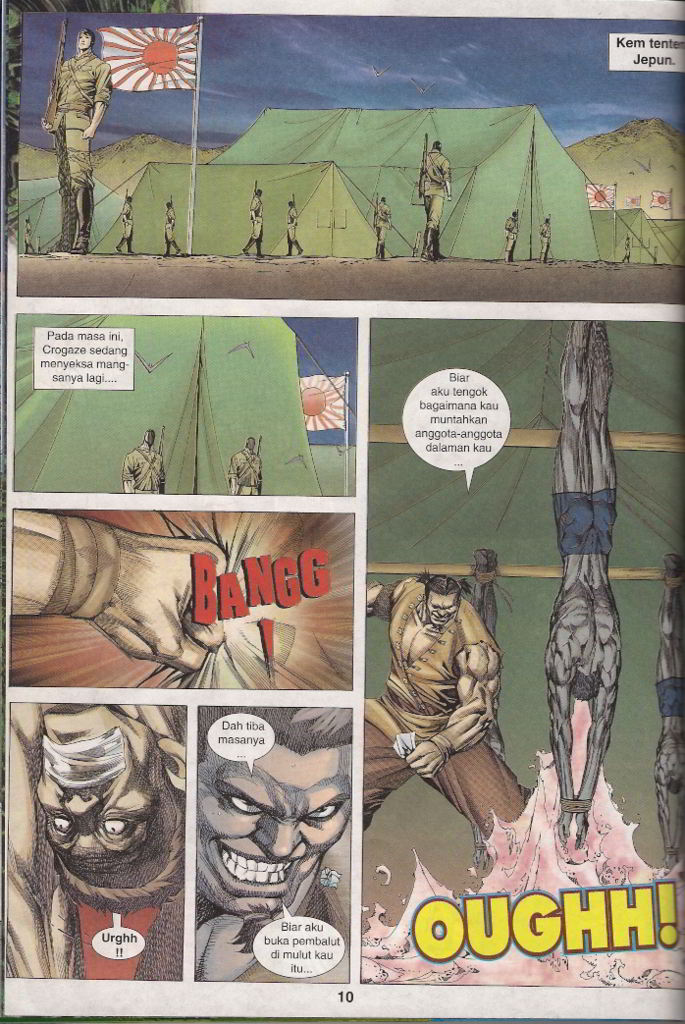 Kem tenten
Jepun.
Pada masa ini,
Crogaze sedang
menyeksa mang-
sanya lagi....
BANGG
!
Urghh
!!
Dah tiba
masanya
...
Biar aku
buka pembalut
di mulut kau
itu...
Biar
aku tengok
bagaimana kau
muntahkan
anggota-anggota
dalaman kau
...
OUGHH!
10